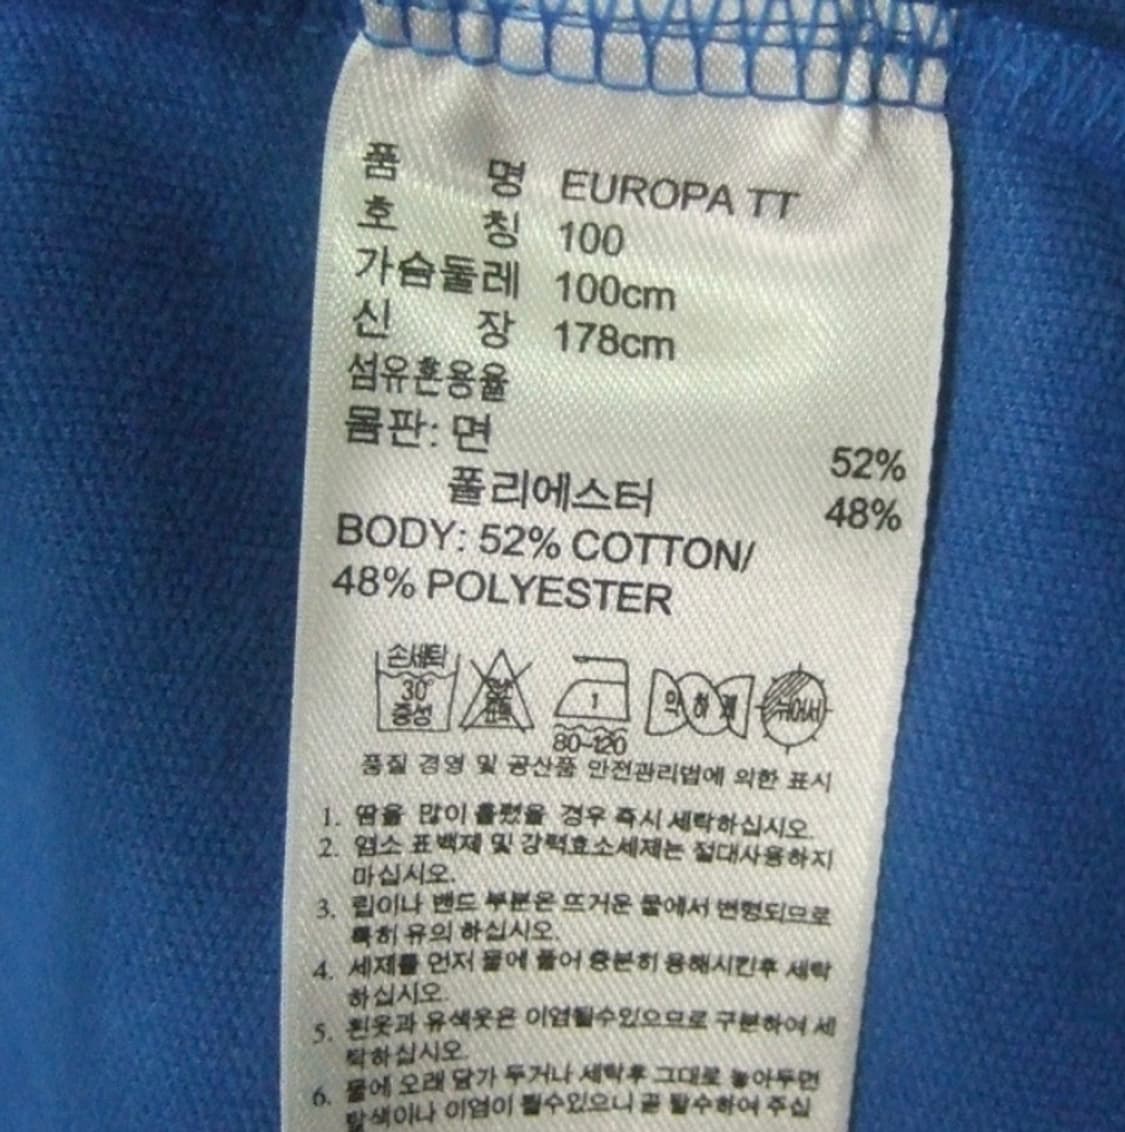 품 명 EUROPA TT
호 칭 100
가슴둘레 100cm
신 장 178cm
섬유혼용율
몸판: 면 52%
폴리에스터 48%
BODY: 52% COTTON/
48% POLYESTER
손세탁
30°
중성
1
80-120
약하게
뉘어서
품질 경영 및 공산품 안전관리법에 의한 표시
1. 땀을 많이 흘렸을 경우 즉시 세탁하십시오.
2. 염소 표백제 및 강력효소세제는 절대사용하지
마십시오.
3. 립이나 밴드 부분은 뜨거운 물에서 변형되므로
특히 유의 하십시오.
4. 세제를 먼저 물에 풀어 충분히 용해시킨후 세탁
하십시오.
5. 흰옷과 유색옷은 이염될수있으므로 구분하여 세
탁하십시오.
6. 물에 오래 담가 두거나 세탁후 그대로 놓아두면
탈색이나 이염이 될수있으니 곧 탈수하여 주십